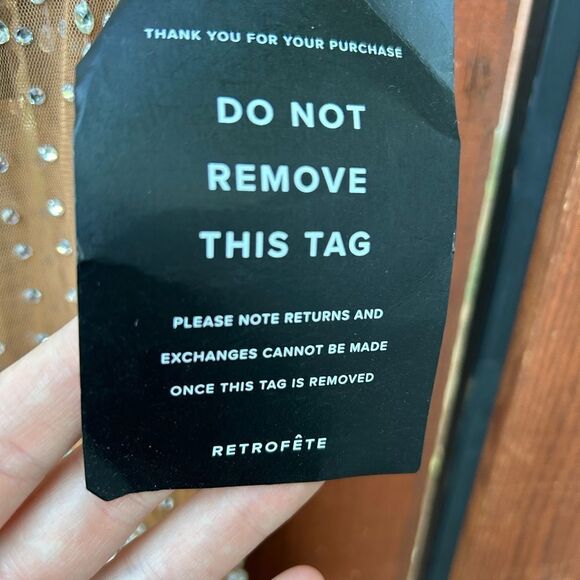 THANK YOU FOR YOUR PURCHASE
DO NOT
REMOVE
THIS TAG
PLEASE NOTE RETURNS AND
EXCHANGES CANNOT BE MADE
ONCE THIS TAG IS REMOVED
RETROFÊTE